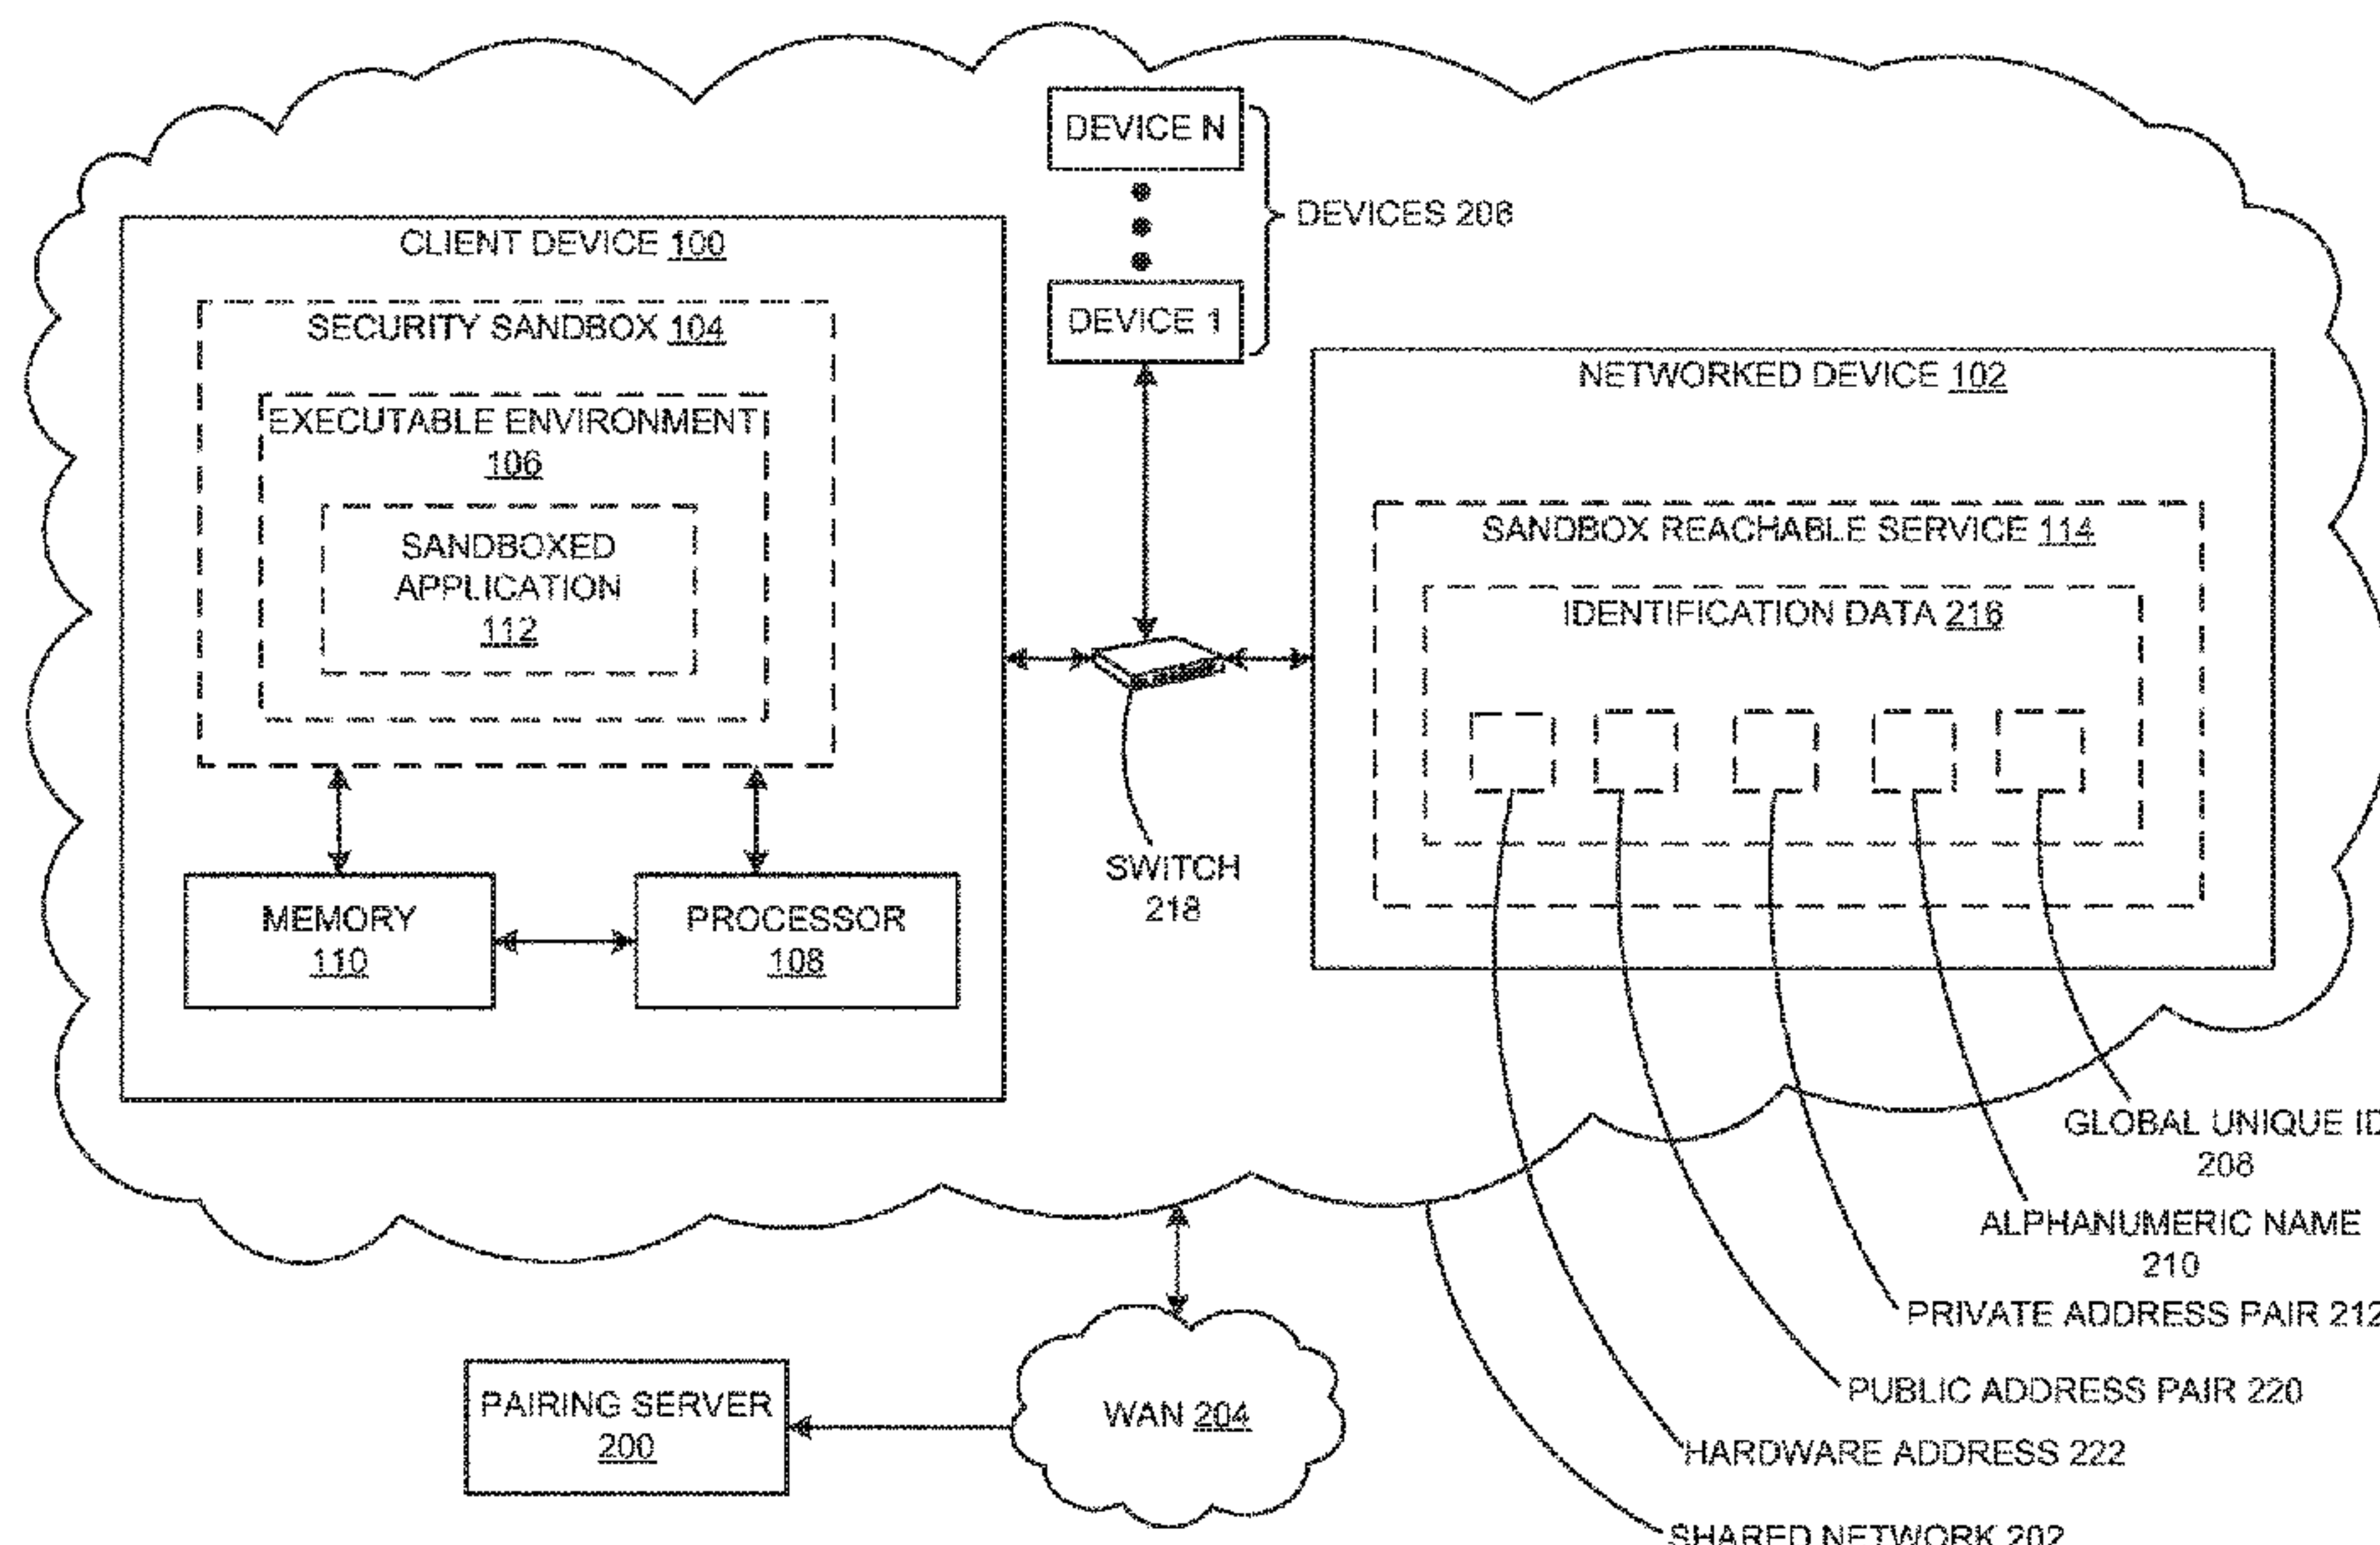 DEVICE N
DEVICES 206
DEVICE 1
CLIENT DEVICE 100
SECURITY SANDBOX 104
EXECUTABLE ENVIRONMENT
106
SANDBOXED
APPLICATION
112
MEMORY
110
PROCESSOR
108
SWITCH
218
NETWORKED DEVICE 102
SANDBOX REACHABLE SERVICE 114
IDENTIFICATION DATA 216
GLOBAL UNIQUE ID
208
ALPHANUMERIC NAME
210
PRIVATE ADDRESS PAIR 212
PUBLIC ADDRESS PAIR 220
HARDWARE ADDRESS 222
SHARED NETWORK 202
PAIRING SERVER
200
WAN 204